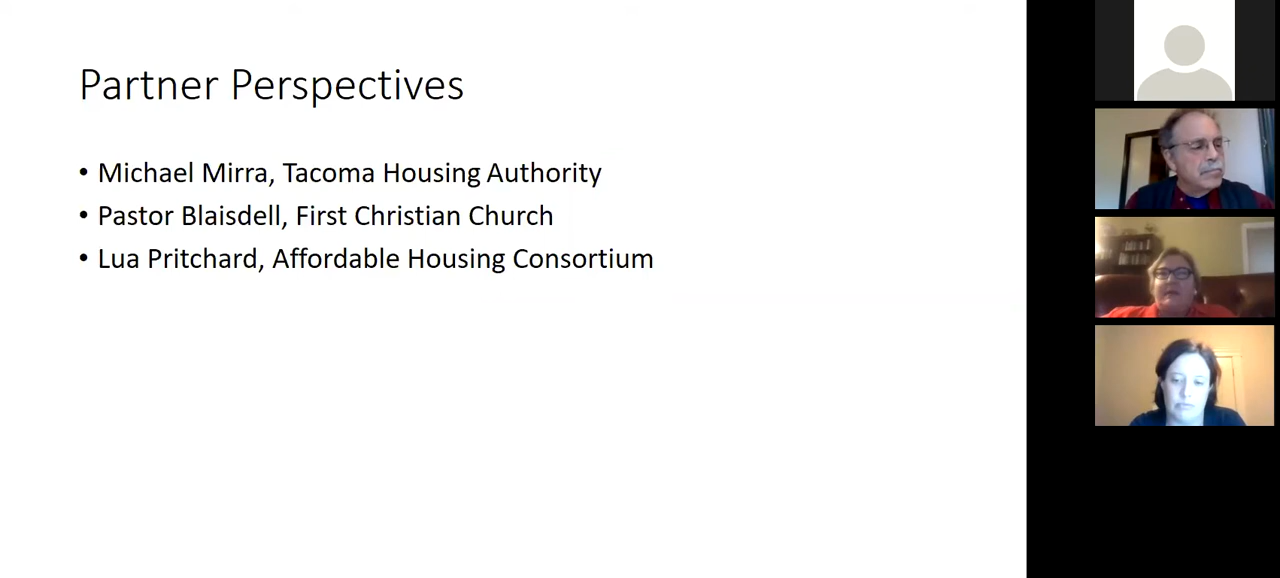 Partner Perspectives
• Michael Mirra, Tacoma Housing Authority
• Pastor Blaisdell, First Christian Church
• Lua Pritchard, Affordable Housing Consortium